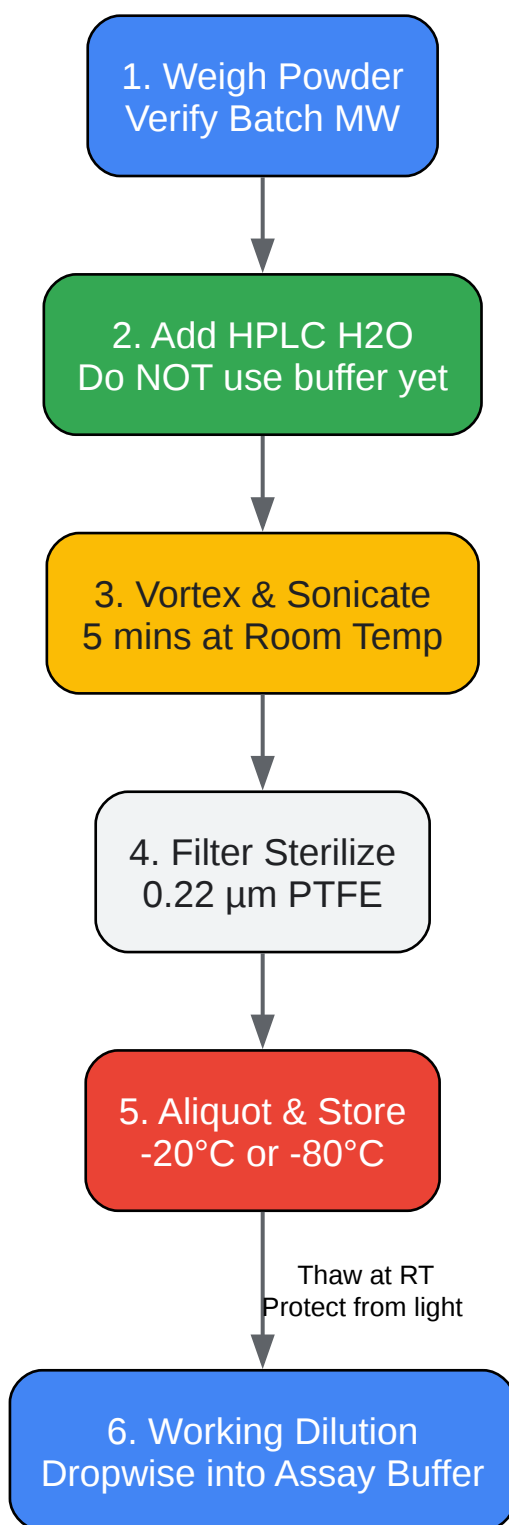 1. Weigh Powder
Verify Batch MW
2. Add HPLC H2O
Do NOT use buffer yet
3. Vortex & Sonicate
5 mins at Room Temp
4. Filter Sterilize
0.22 µm PTFE
5. Aliquot & Store
-20°C or -80°C
Thaw at RT
Protect from light
6. Working Dilution
Dropwise into Assay Buffer